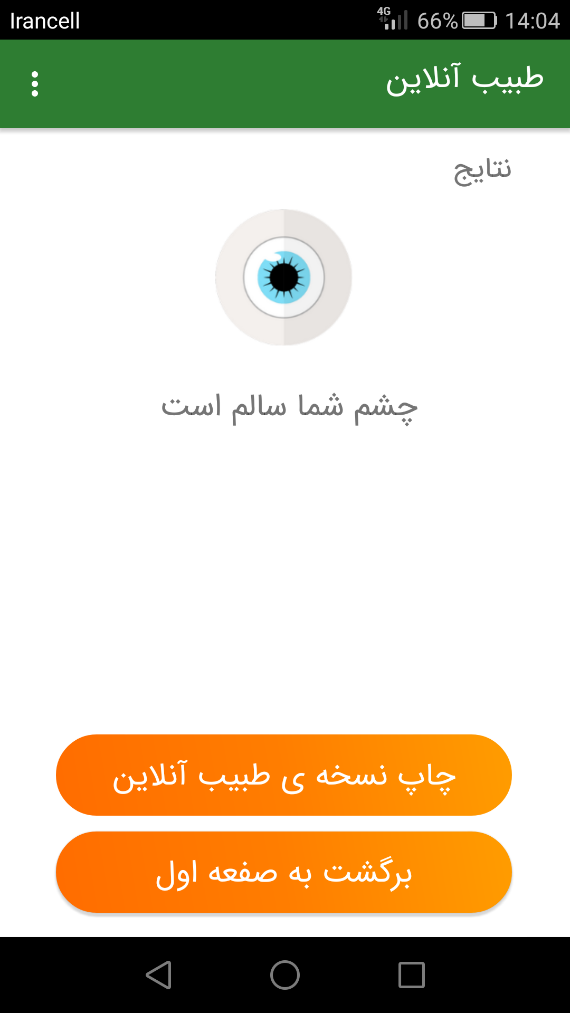 Irancell 4G 66% 14:04
طبیب آنلاین
نتایج
چشم شما سالم است
چاپ نسخه ی طبیب آنلاین
برگشت به صفعه اول